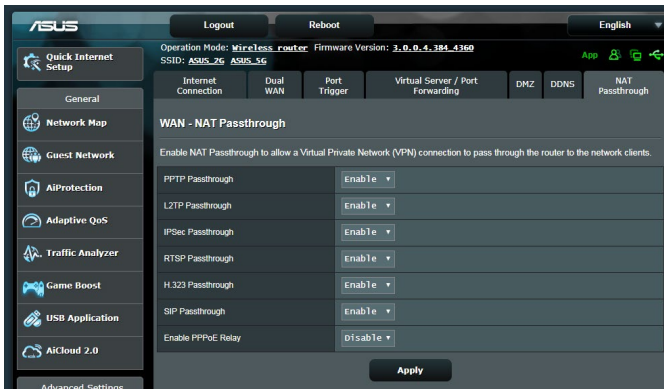 ASUS
Logout
Reboot
English
Quick Internet Setup
Operation Mode: Wireless router Firmware Version: 3.0.0.4.384_4360
SSID: ASUS_2G ASUS_5G
App
Internet Connection
Dual WAN
Port Trigger
Virtual Server / Port Forwarding
DMZ
DDNS
NAT Passthrough
General
Network Map
Guest Network
AiProtection
Adaptive QoS
Traffic Analyzer
Game Boost
USB Application
AiCloud 2.0
Advanced Settings
WAN - NAT Passthrough
Enable NAT Passthrough to allow a Virtual Private Network (VPN) connection to pass through the router to the network clients.
PPTP Passthrough Enable
L2TP Passthrough Enable
IPSec Passthrough Enable
RTSP Passthrough Enable
H.323 Passthrough Enable
SIP Passthrough Enable
Enable PPPoE Relay Disable
Apply